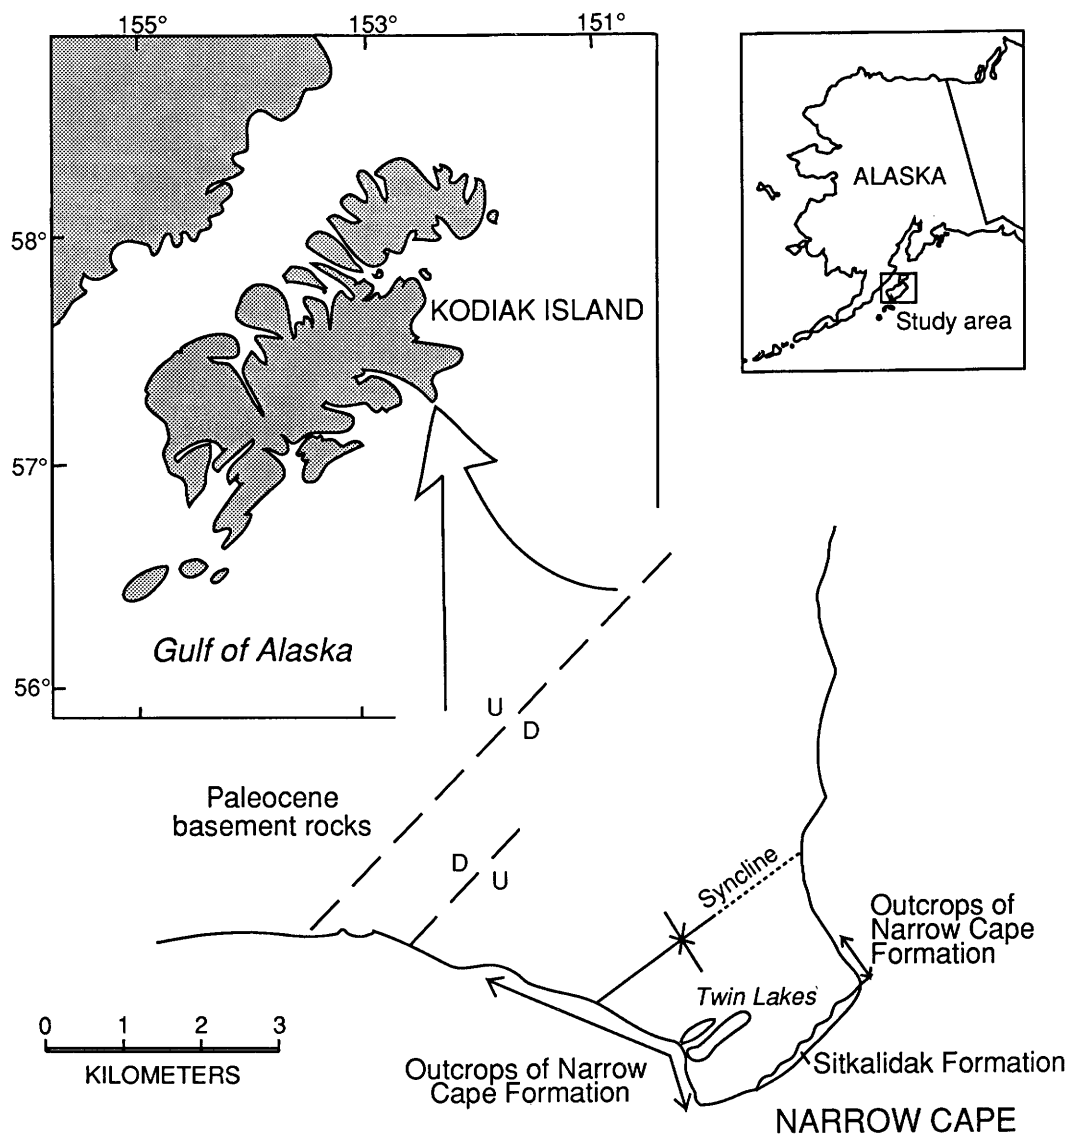 155°
153°
151°
58°
57°
56°
KODIAK ISLAND
Gulf of Alaska
ALASKA
Study area
U
D
Paleocene
basement rocks
D
U
Syncline
Outcrops of
Narrow Cape
Formation
Twin Lakes
0 1 2 3
KILOMETERS
Outcrops of Narrow
Cape Formation
Sitkalidak Formation
NARROW CAPE